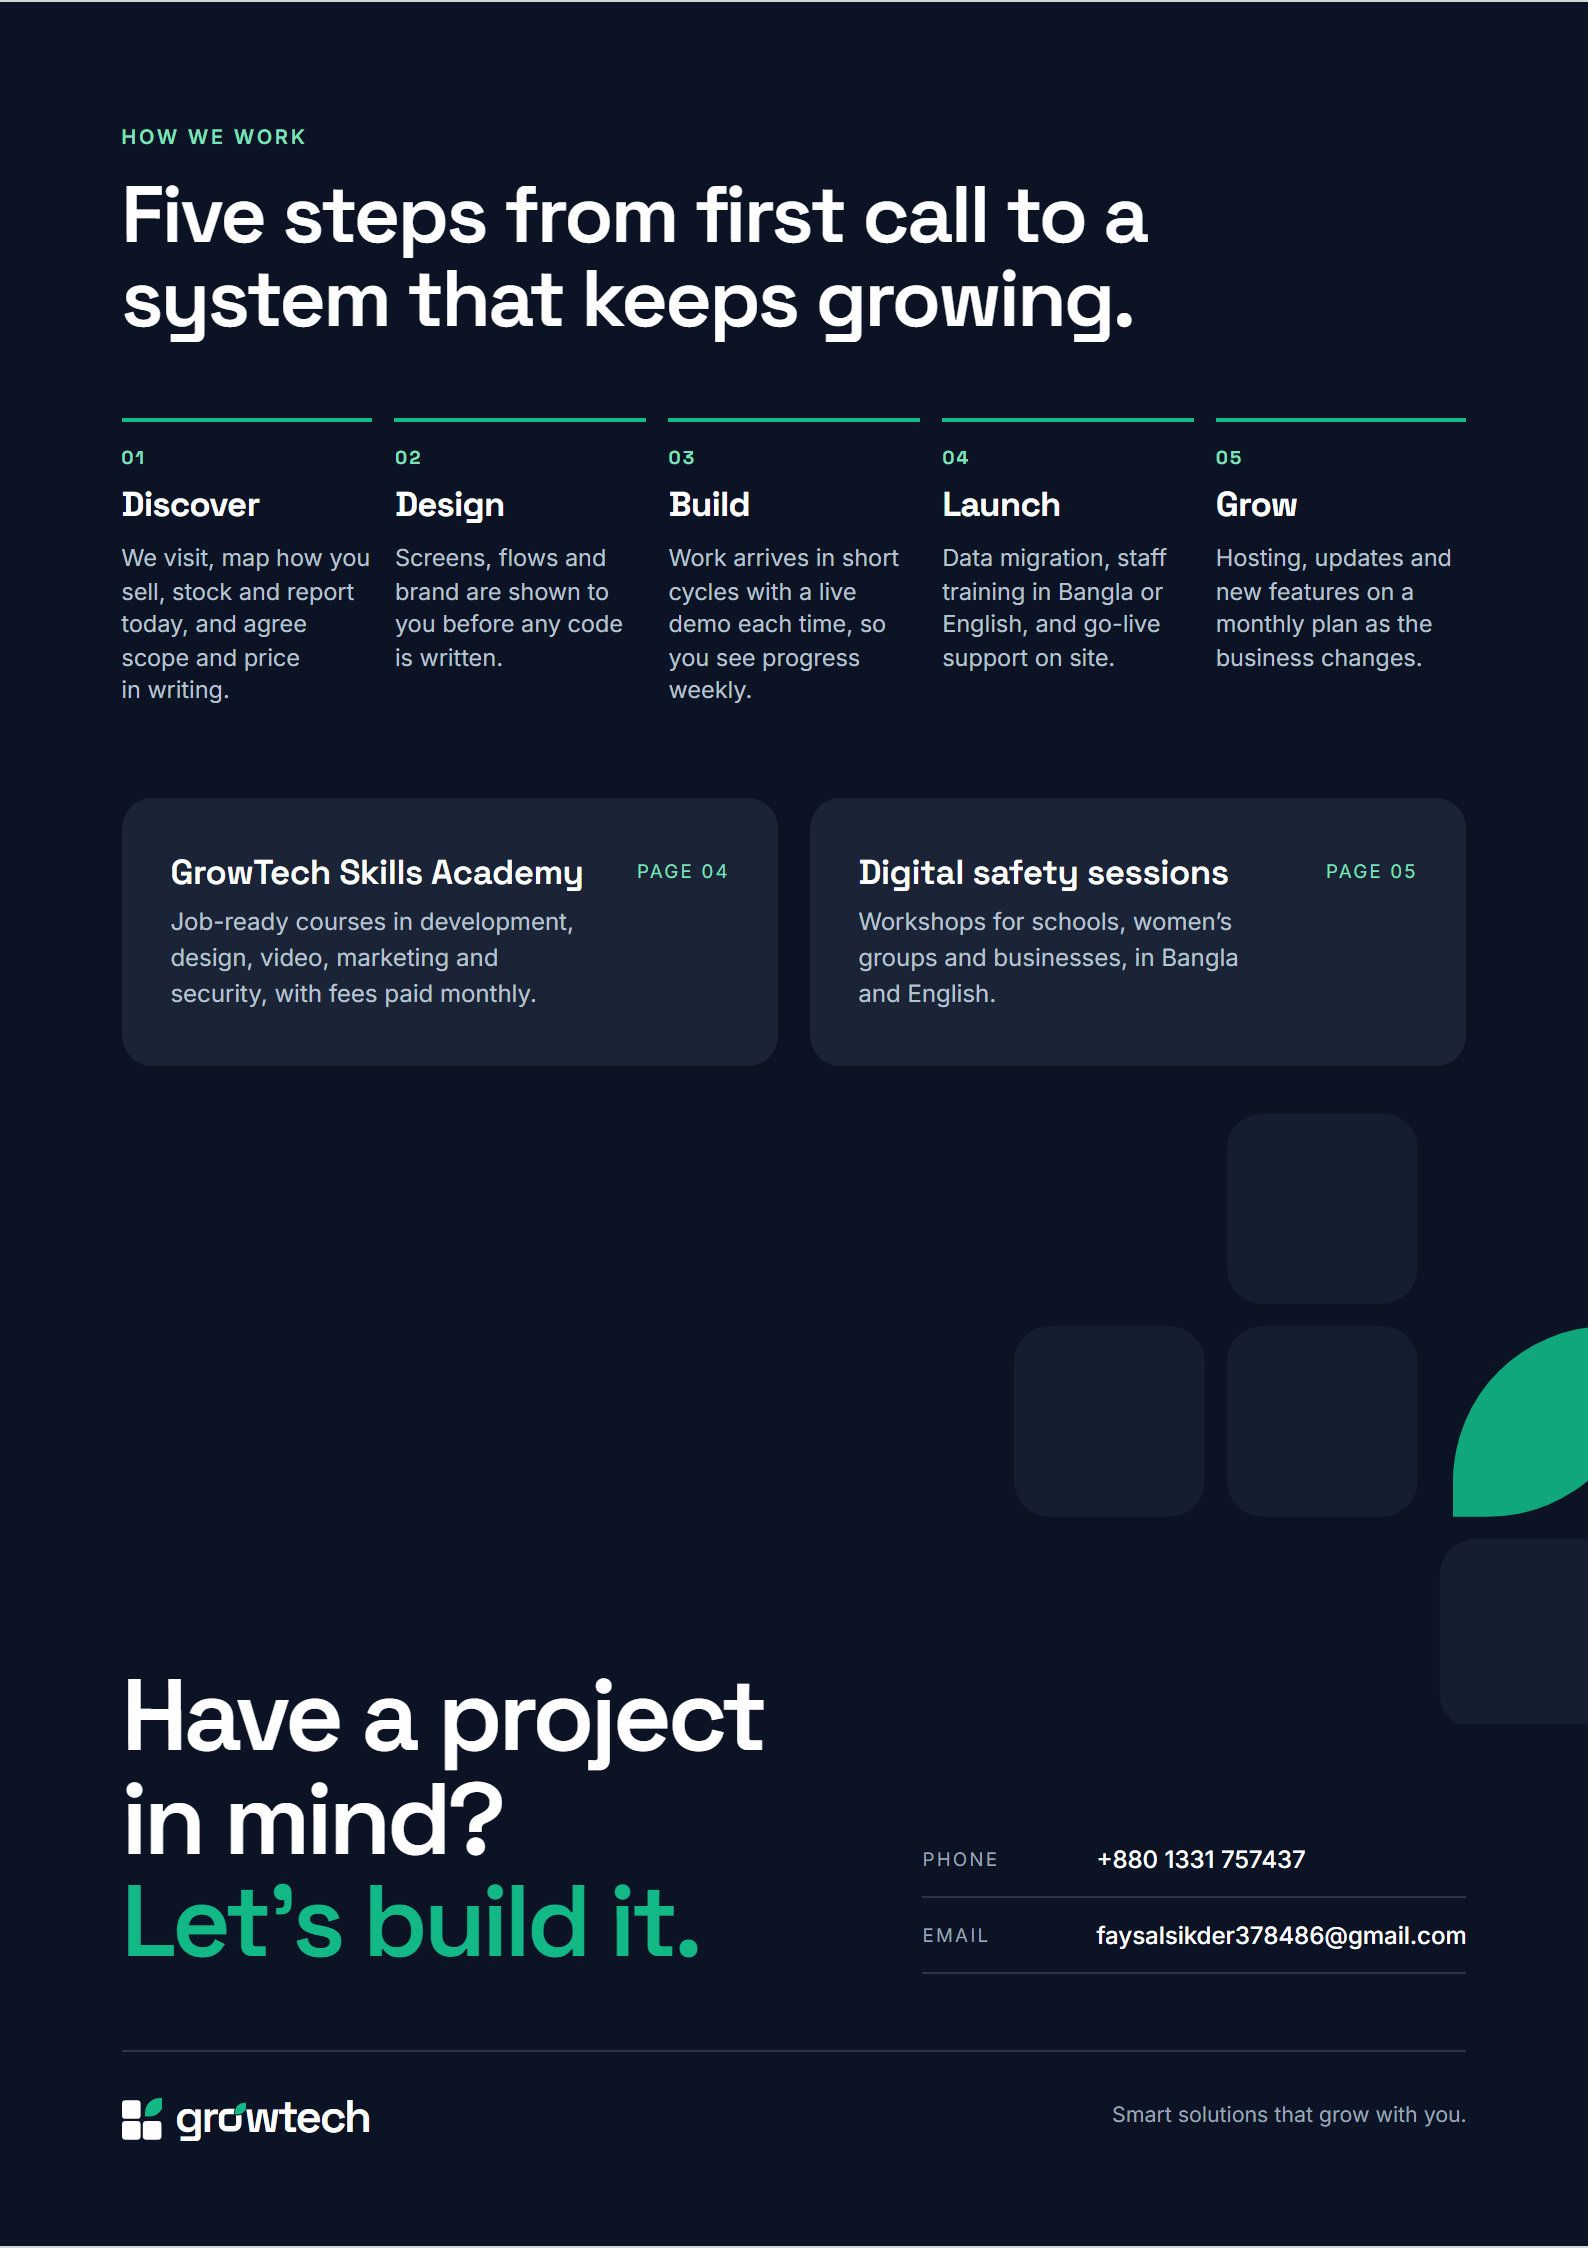 HOW WE WORK
Five steps from first call to a
system that keeps growing.
01
Discover
We visit, map how you
sell, stock and report
today, and agree
scope and price
in writing.
02
Design
Screens, flows and
brand are shown to
you before any code
is written.
03
Build
Work arrives in short
cycles with a live
demo each time, so
you see progress
weekly.
04
Launch
Data migration, staff
training in Bangla or
English, and go-live
support on site.
05
Grow
Hosting, updates and
new features on a
monthly plan as the
business changes.
GrowTech Skills Academy
PAGE 04
Job-ready courses in development,
design, video, marketing and
security, with fees paid monthly.
Digital safety sessions
PAGE 05
Workshops for schools, women’s
groups and businesses, in Bangla
and English.
Have a project
in mind?
Let’s build it.
PHONE +880 1331 757437
EMAIL faysalsikder378486@gmail.com
growtech
Smart solutions that grow with you.